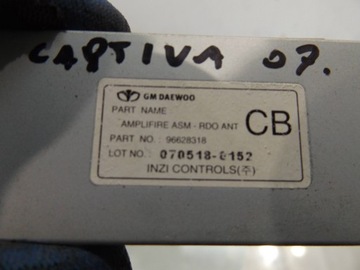 CAPTIVA 07.
GM DAEWOO
PART NAME
AMPLIFIRE ASM - RDO ANT CB
PART NO. : 96628318
LOT NO. : 070518-0152
INZI CONTROLS(주)